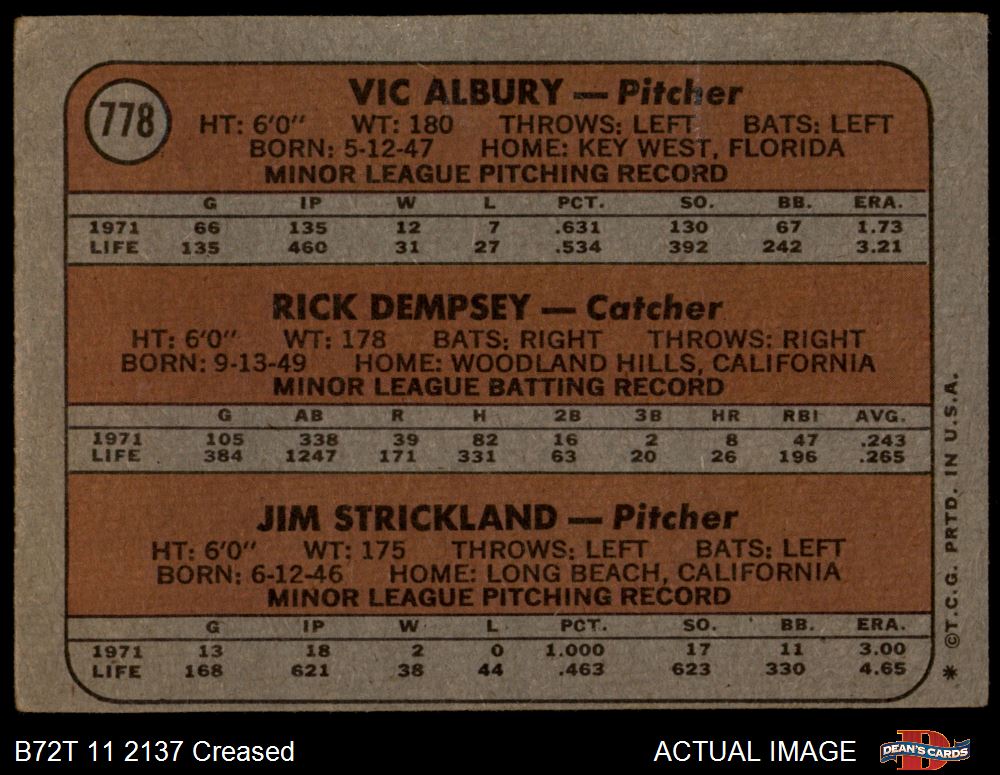 778
VIC ALBURY — Pitcher
HT: 6'0" WT: 180 THROWS: LEFT BATS: LEFT
BORN: 5-12-47 HOME: KEY WEST, FLORIDA
MINOR LEAGUE PITCHING RECORD
G IP W L PCT. SO. BB. ERA.
1971 66 135 12 7 .631 130 67 1.73
LIFE 135 460 31 27 .534 392 242 3.21
RICK DEMPSEY — Catcher
HT: 6'0" WT: 178 BATS: RIGHT THROWS: RIGHT
BORN: 9-13-49 HOME: WOODLAND HILLS, CALIFORNIA
MINOR LEAGUE BATTING RECORD
G AB R H 2B 3B HR RBI AVG.
1971 105 338 39 82 16 2 8 47 .243
LIFE 384 1247 171 331 63 20 26 196 .265
JIM STRICKLAND — Pitcher
HT: 6'0" WT: 175 THROWS: LEFT BATS: LEFT
BORN: 6-12-46 HOME: LONG BEACH, CALIFORNIA
MINOR LEAGUE PITCHING RECORD
G IP W L PCT. SO. BB. ERA.
1971 13 18 2 0 1.000 17 11 3.00
LIFE 168 621 38 44 .463 623 330 4.65
* ©T.C.G. PRTD. IN U.S.A.
B72T 11 2137 Creased
ACTUAL IMAGE
DEAN'S CARDS